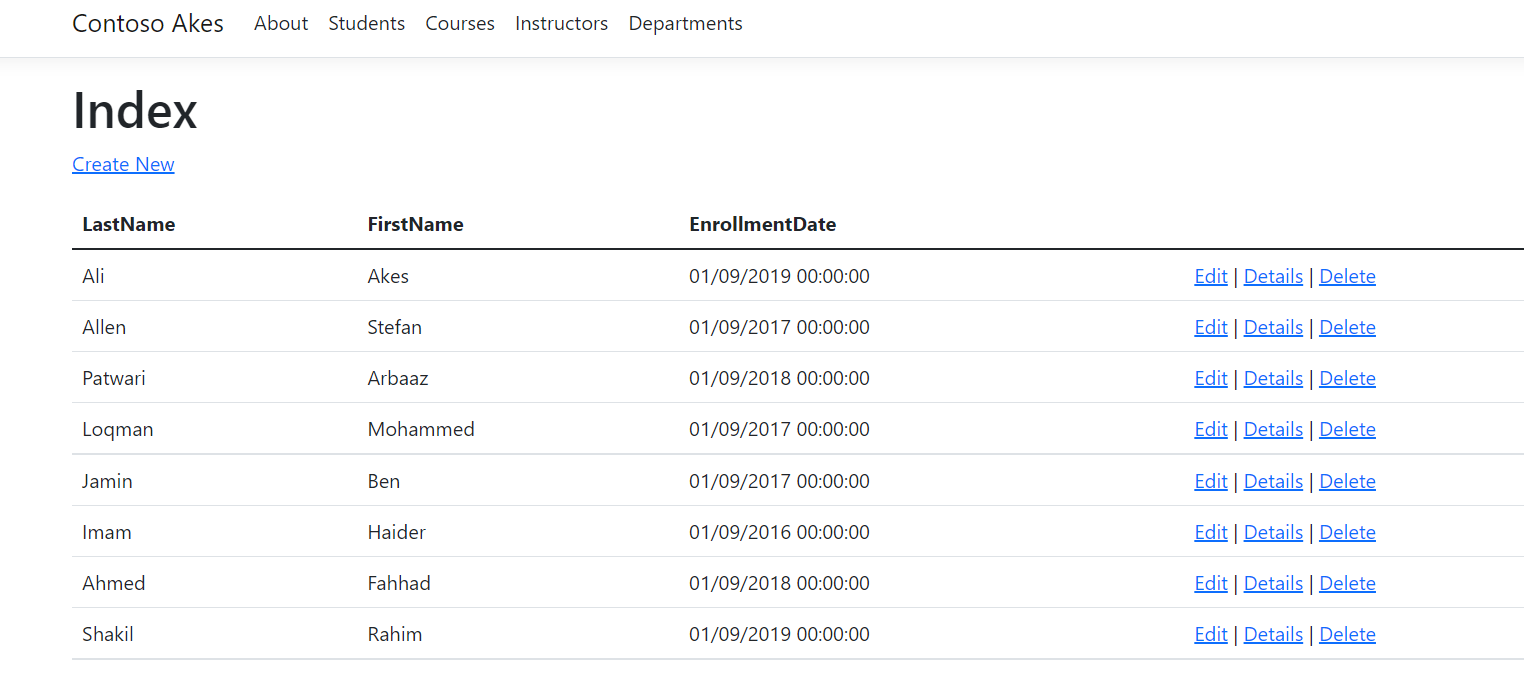 Contoso Akes About Students Courses Instructors Departments
Index
Create New
LastName FirstName EnrollmentDate
Ali Akes 01/09/2019 00:00:00 Edit | Details | Delete
Allen Stefan 01/09/2017 00:00:00 Edit | Details | Delete
Patwari Arbaaz 01/09/2018 00:00:00 Edit | Details | Delete
Loqman Mohammed 01/09/2017 00:00:00 Edit | Details | Delete
Jamin Ben 01/09/2017 00:00:00 Edit | Details | Delete
Imam Haider 01/09/2016 00:00:00 Edit | Details | Delete
Ahmed Fahhad 01/09/2018 00:00:00 Edit | Details | Delete
Shakil Rahim 01/09/2019 00:00:00 Edit | Details | Delete